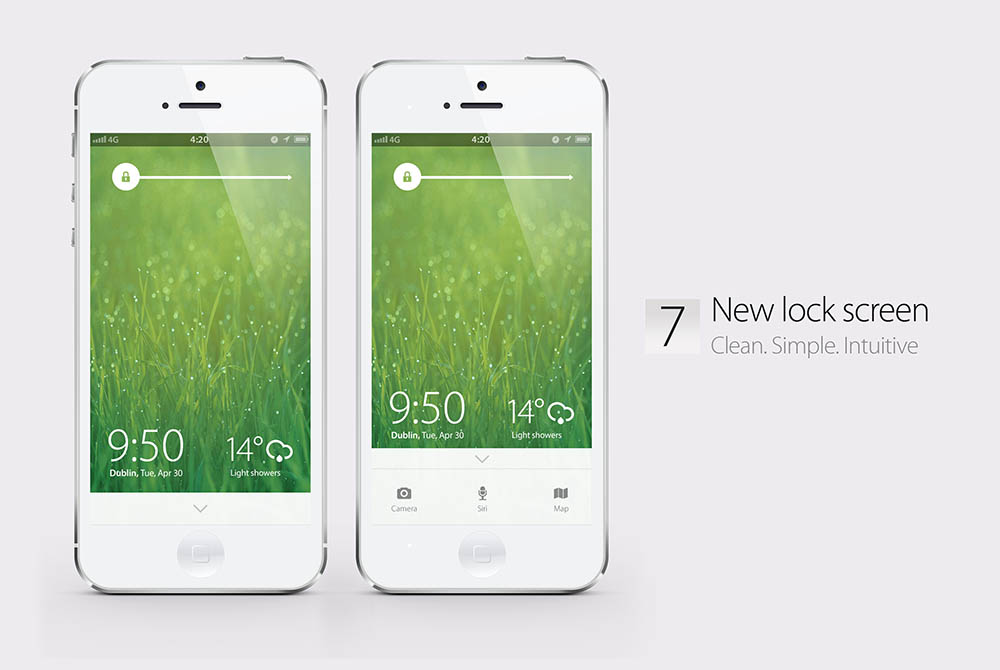 4G 4:20
9:50 14°
Dublin, Tue, Apr 30 Light showers
4G 4:20
9:50 14°
Dublin, Tue, Apr 30 Light showers
Camera Siri Map
7 New lock screen
Clean. Simple. Intuitive